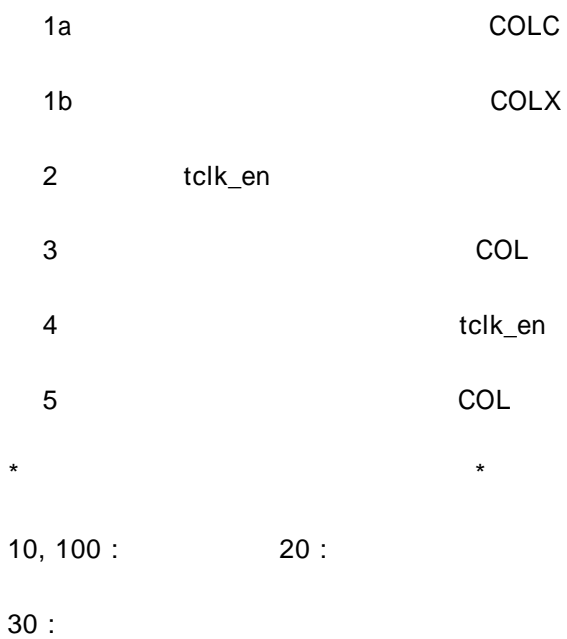 1a COLC
1b COLX
2 tclk_en
3 COL
4 tclk_en
5 COL
* *
10, 100 : 20 :
30 :